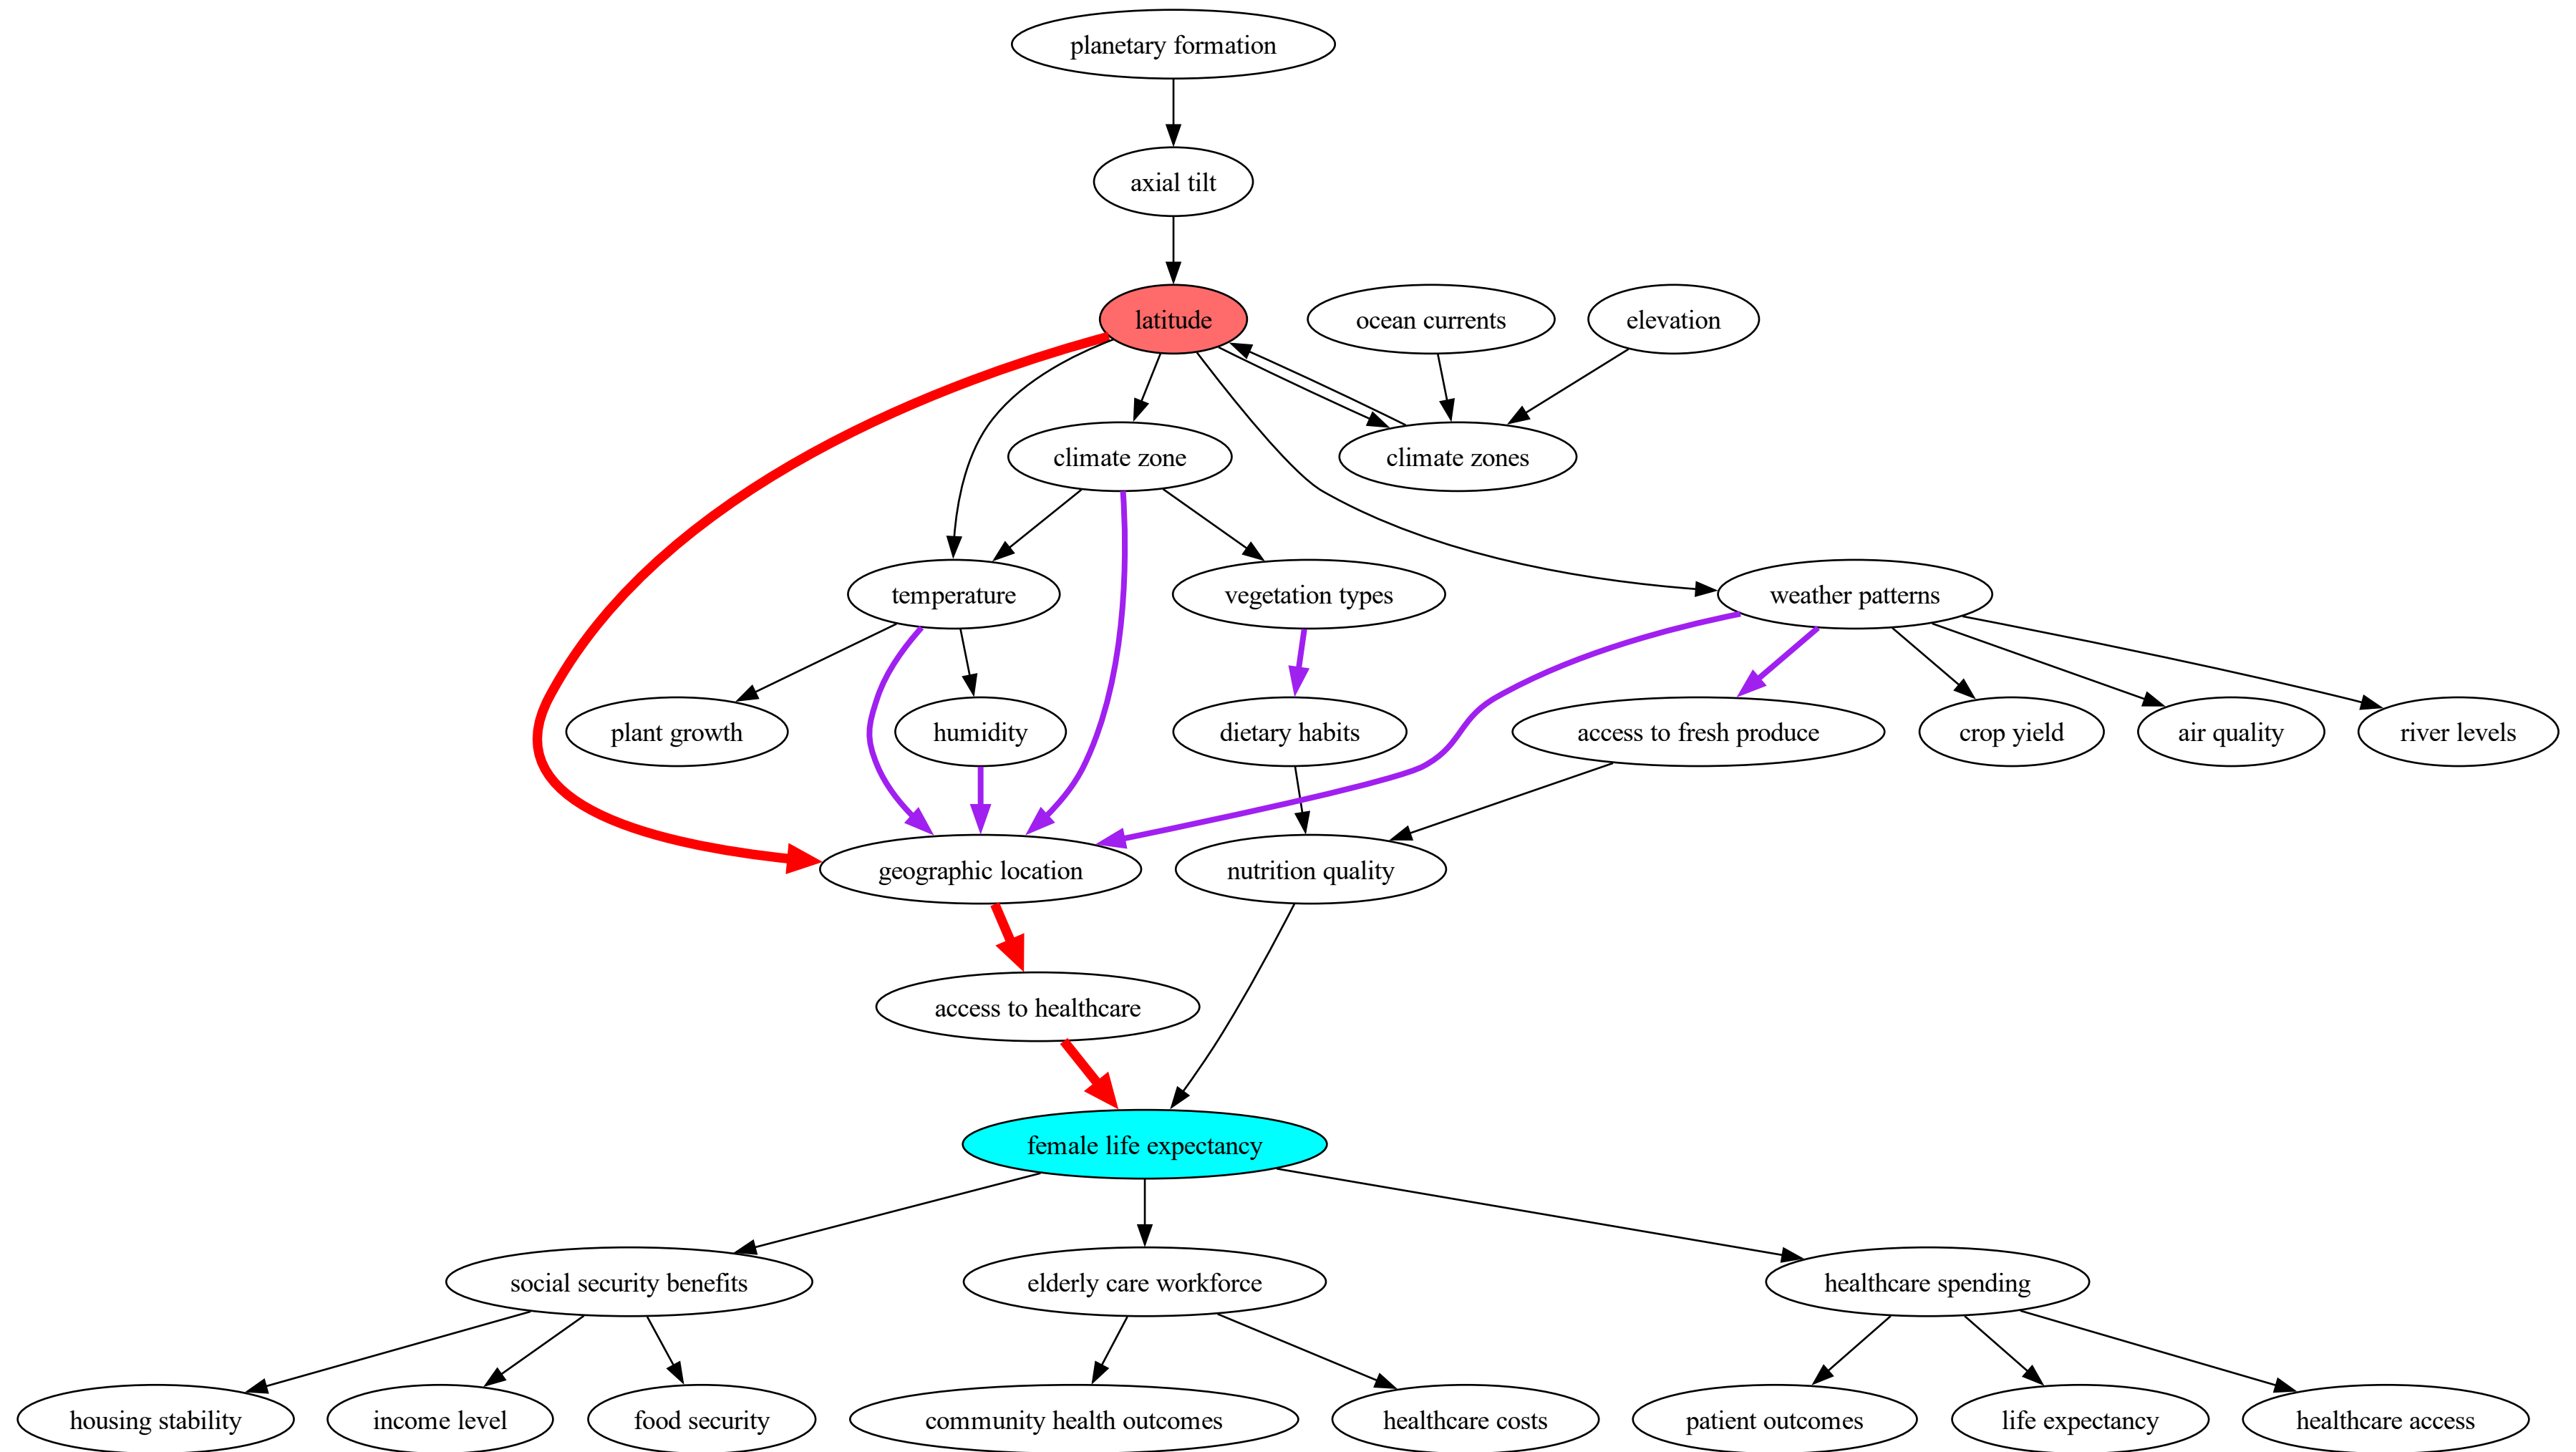 planetary formation
axial tilt
latitude
ocean currents
elevation
climate zone
climate zones
temperature
vegetation types
weather patterns
plant growth
humidity
dietary habits
access to fresh produce
crop yield
air quality
river levels
geographic location
nutrition quality
access to healthcare
female life expectancy
social security benefits
elderly care workforce
healthcare spending
housing stability
income level
food security
community health outcomes
healthcare costs
patient outcomes
life expectancy
healthcare access